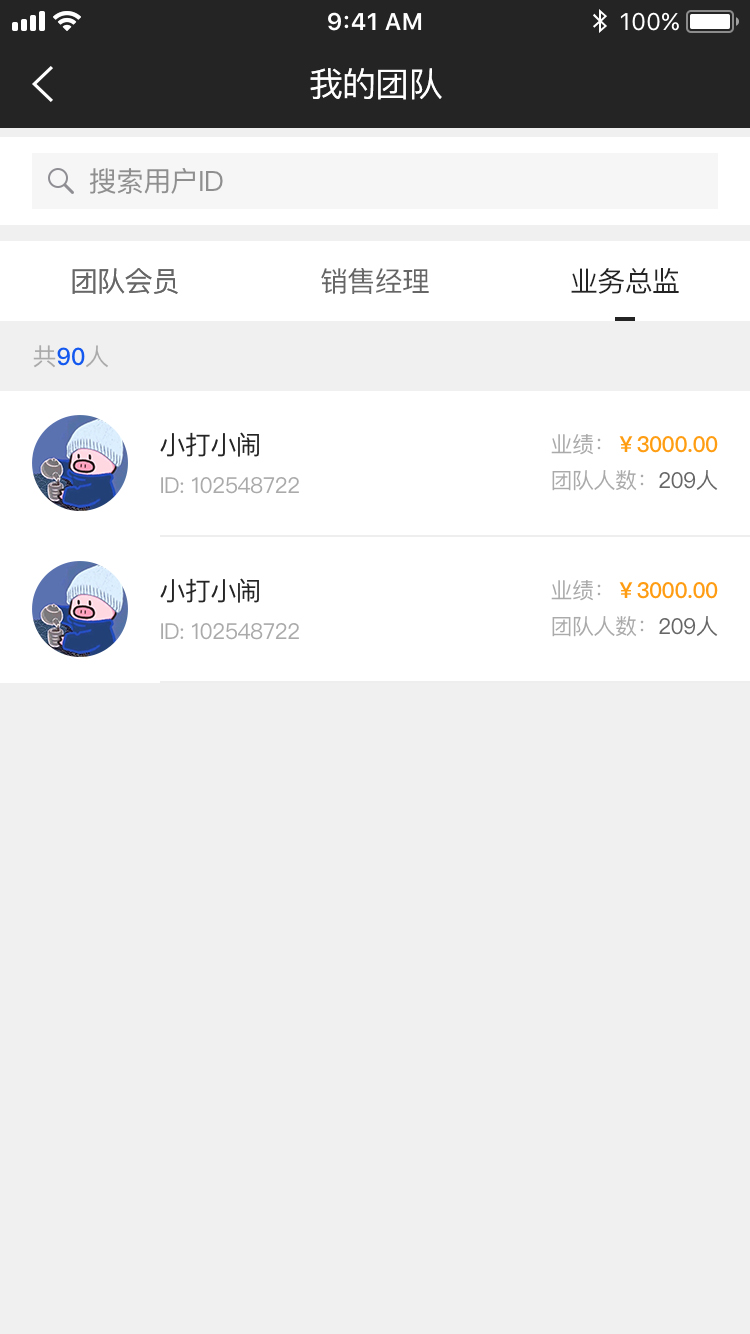 9:41 AM 100%
我的团队
搜索用户ID
团队会员 销售经理 业务总监
共90人
小打小闹
ID: 102548722
业绩: ¥3000.00
团队人数: 209人
小打小闹
ID: 102548722
业绩: ¥3000.00
团队人数: 209人